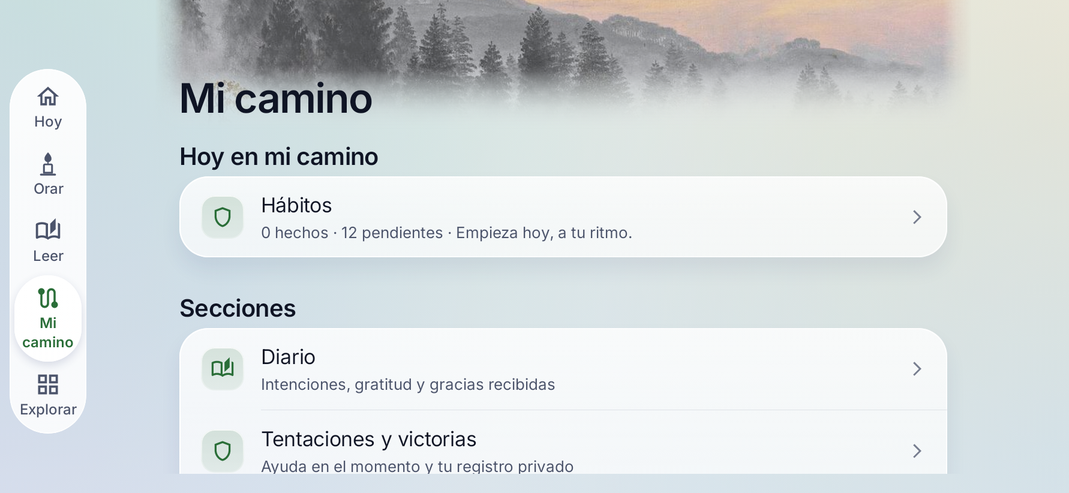 Hoy
Orar
Leer
Mi
camino
Explorar
Mi camino
Hoy en mi camino
Hábitos
0 hechos · 12 pendientes · Empieza hoy, a tu ritmo.
Secciones
Diario
Intenciones, gratitud y gracias recibidas
Tentaciones y victorias
Ayuda en el momento y tu registro privado